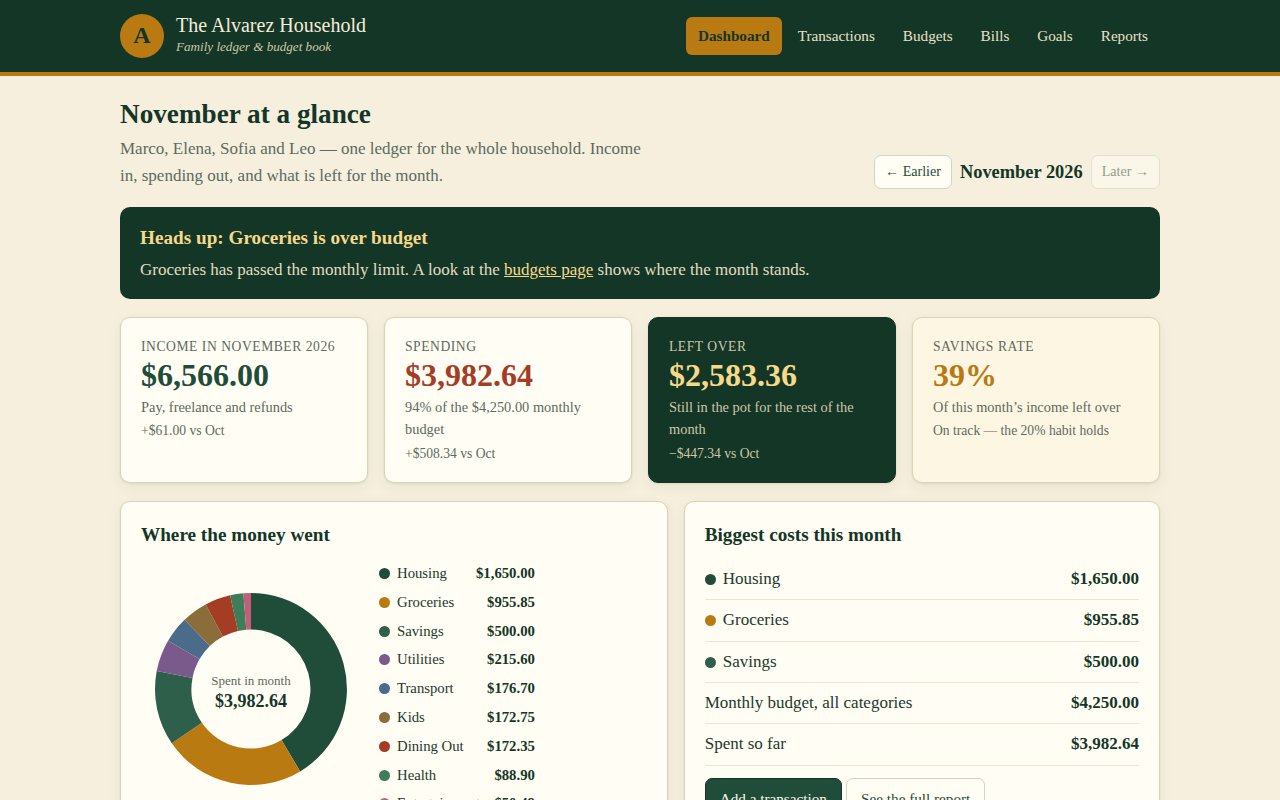 A
The Alvarez Household
Family ledger & budget book
Dashboard
Transactions
Budgets
Bills
Goals
Reports
November at a glance
Marco, Elena, Sofia and Leo — one ledger for the whole household. Income
in, spending out, and what is left for the month.
← Earlier
November 2026
Later →
Heads up: Groceries is over budget
Groceries has passed the monthly limit. A look at the budgets page shows where the month stands.
INCOME IN NOVEMBER 2026
$6,566.00
Pay, freelance and refunds
+$61.00 vs Oct
SPENDING
$3,982.64
94% of the $4,250.00 monthly
budget
+$508.34 vs Oct
LEFT OVER
$2,583.36
Still in the pot for the rest of the
month
−$447.34 vs Oct
SAVINGS RATE
39%
Of this month’s income left over
On track — the 20% habit holds
Where the money went
Spent in month
$3,982.64
Housing $1,650.00
Groceries $955.85
Savings $500.00
Utilities $215.60
Transport $176.70
Kids $172.75
Dining Out $172.35
Health $88.90
Biggest costs this month
Housing $1,650.00
Groceries $955.85
Savings $500.00
Monthly budget, all categories $4,250.00
Spent so far $3,982.64
Add a transaction
See the full report